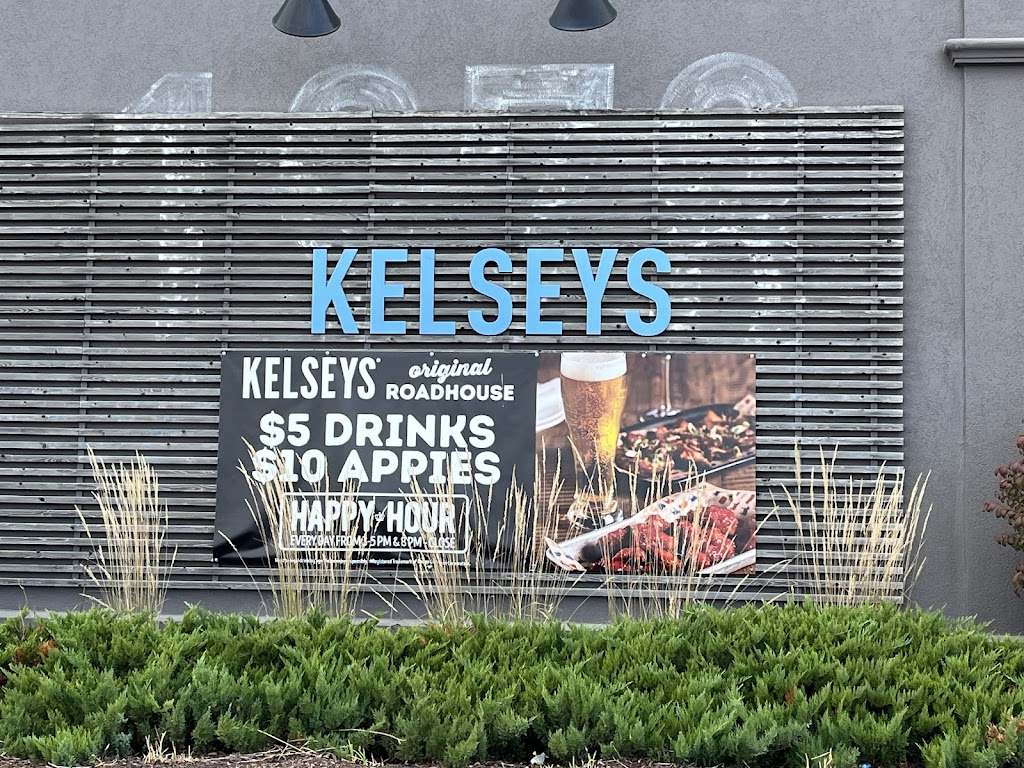 1978
KELSEYS
KELSEYS® original
ROADHOUSE
$5 DRINKS
$10 APPIES
HAPPY HOUR
EVERY DAY FROM 3-5 PM & 8 PM - CLOSE